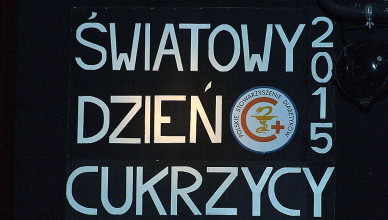 ŚWIATOWY
DZIEŃ
CUKRZYCY
2015
POLSKIE STOWARZYSZENIE DIABETYKÓW